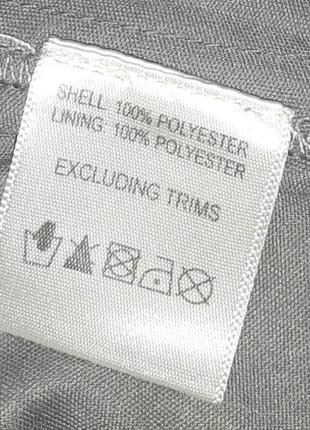 SHELL 100% POLYESTER
LINING 100% POLYESTER
EXCLUDING TRIMS